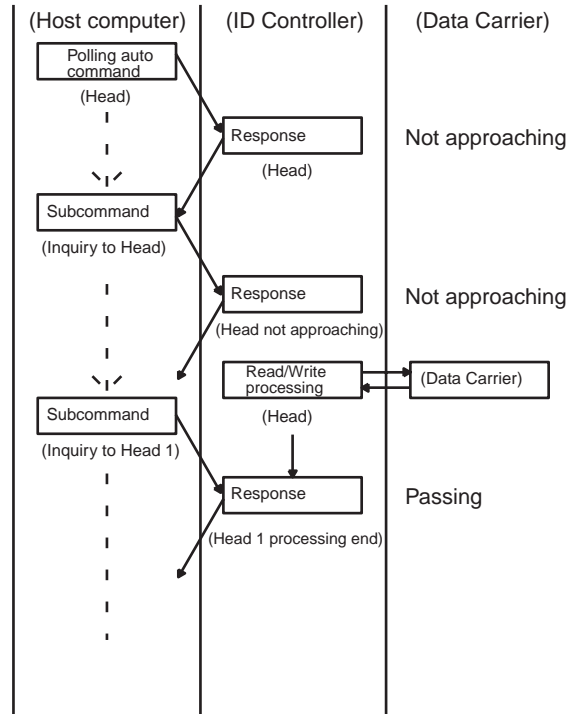 (Host computer) (ID Controller) (Data Carrier)
Polling auto
command
(Head)
Response
Not approaching
(Head)
Subcommand
(Inquiry to Head)
Response
Not approaching
(Head not approaching)
Read/Write
processing
(Data Carrier)
(Head)
Subcommand
(Inquiry to Head 1)
Response
Passing
(Head 1 processing end)